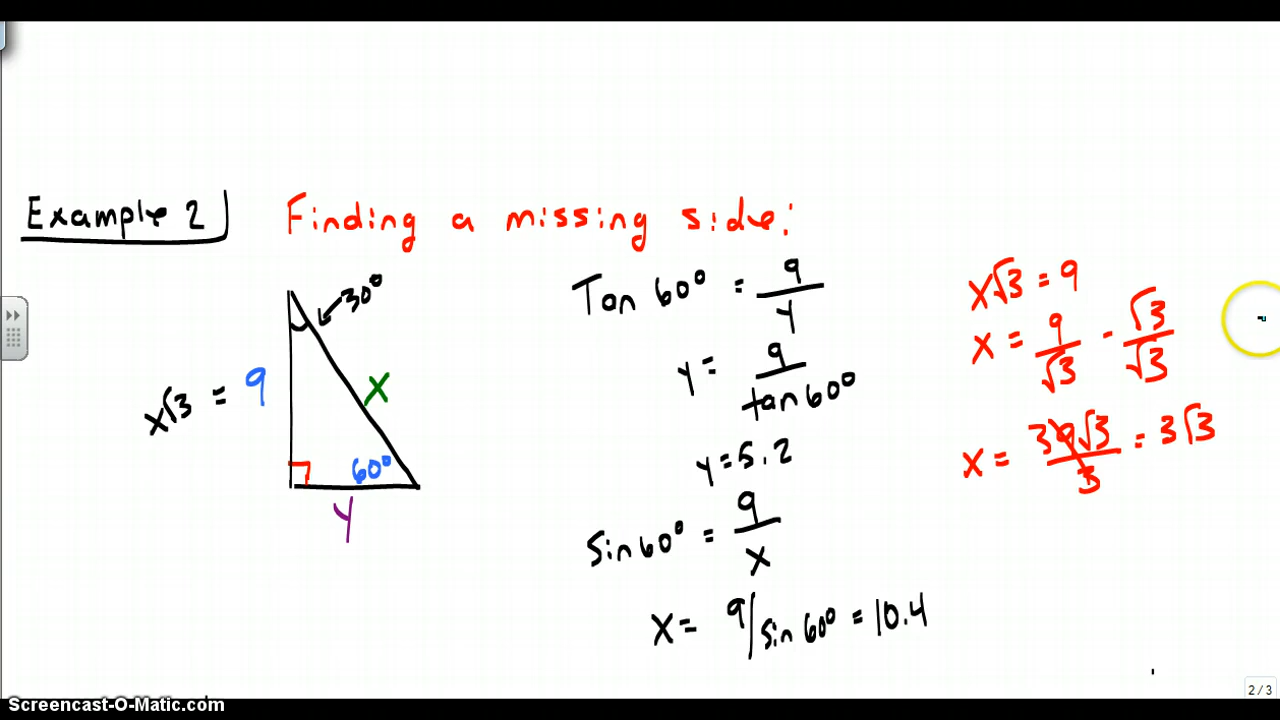 Example 2
Finding a missing side:
30°
x√3 = 9
x
60°
y
Tan 60° = 9/y
y = 9/tan 60°
y = 5.2
Sin 60° = 9/x
x = 9/sin 60° = 10.4
x√3 = 9
x = 9/√3 - √3/√3
x = 3 9√3/3 = 3√3
Screencast-O-Matic.com
2 / 3